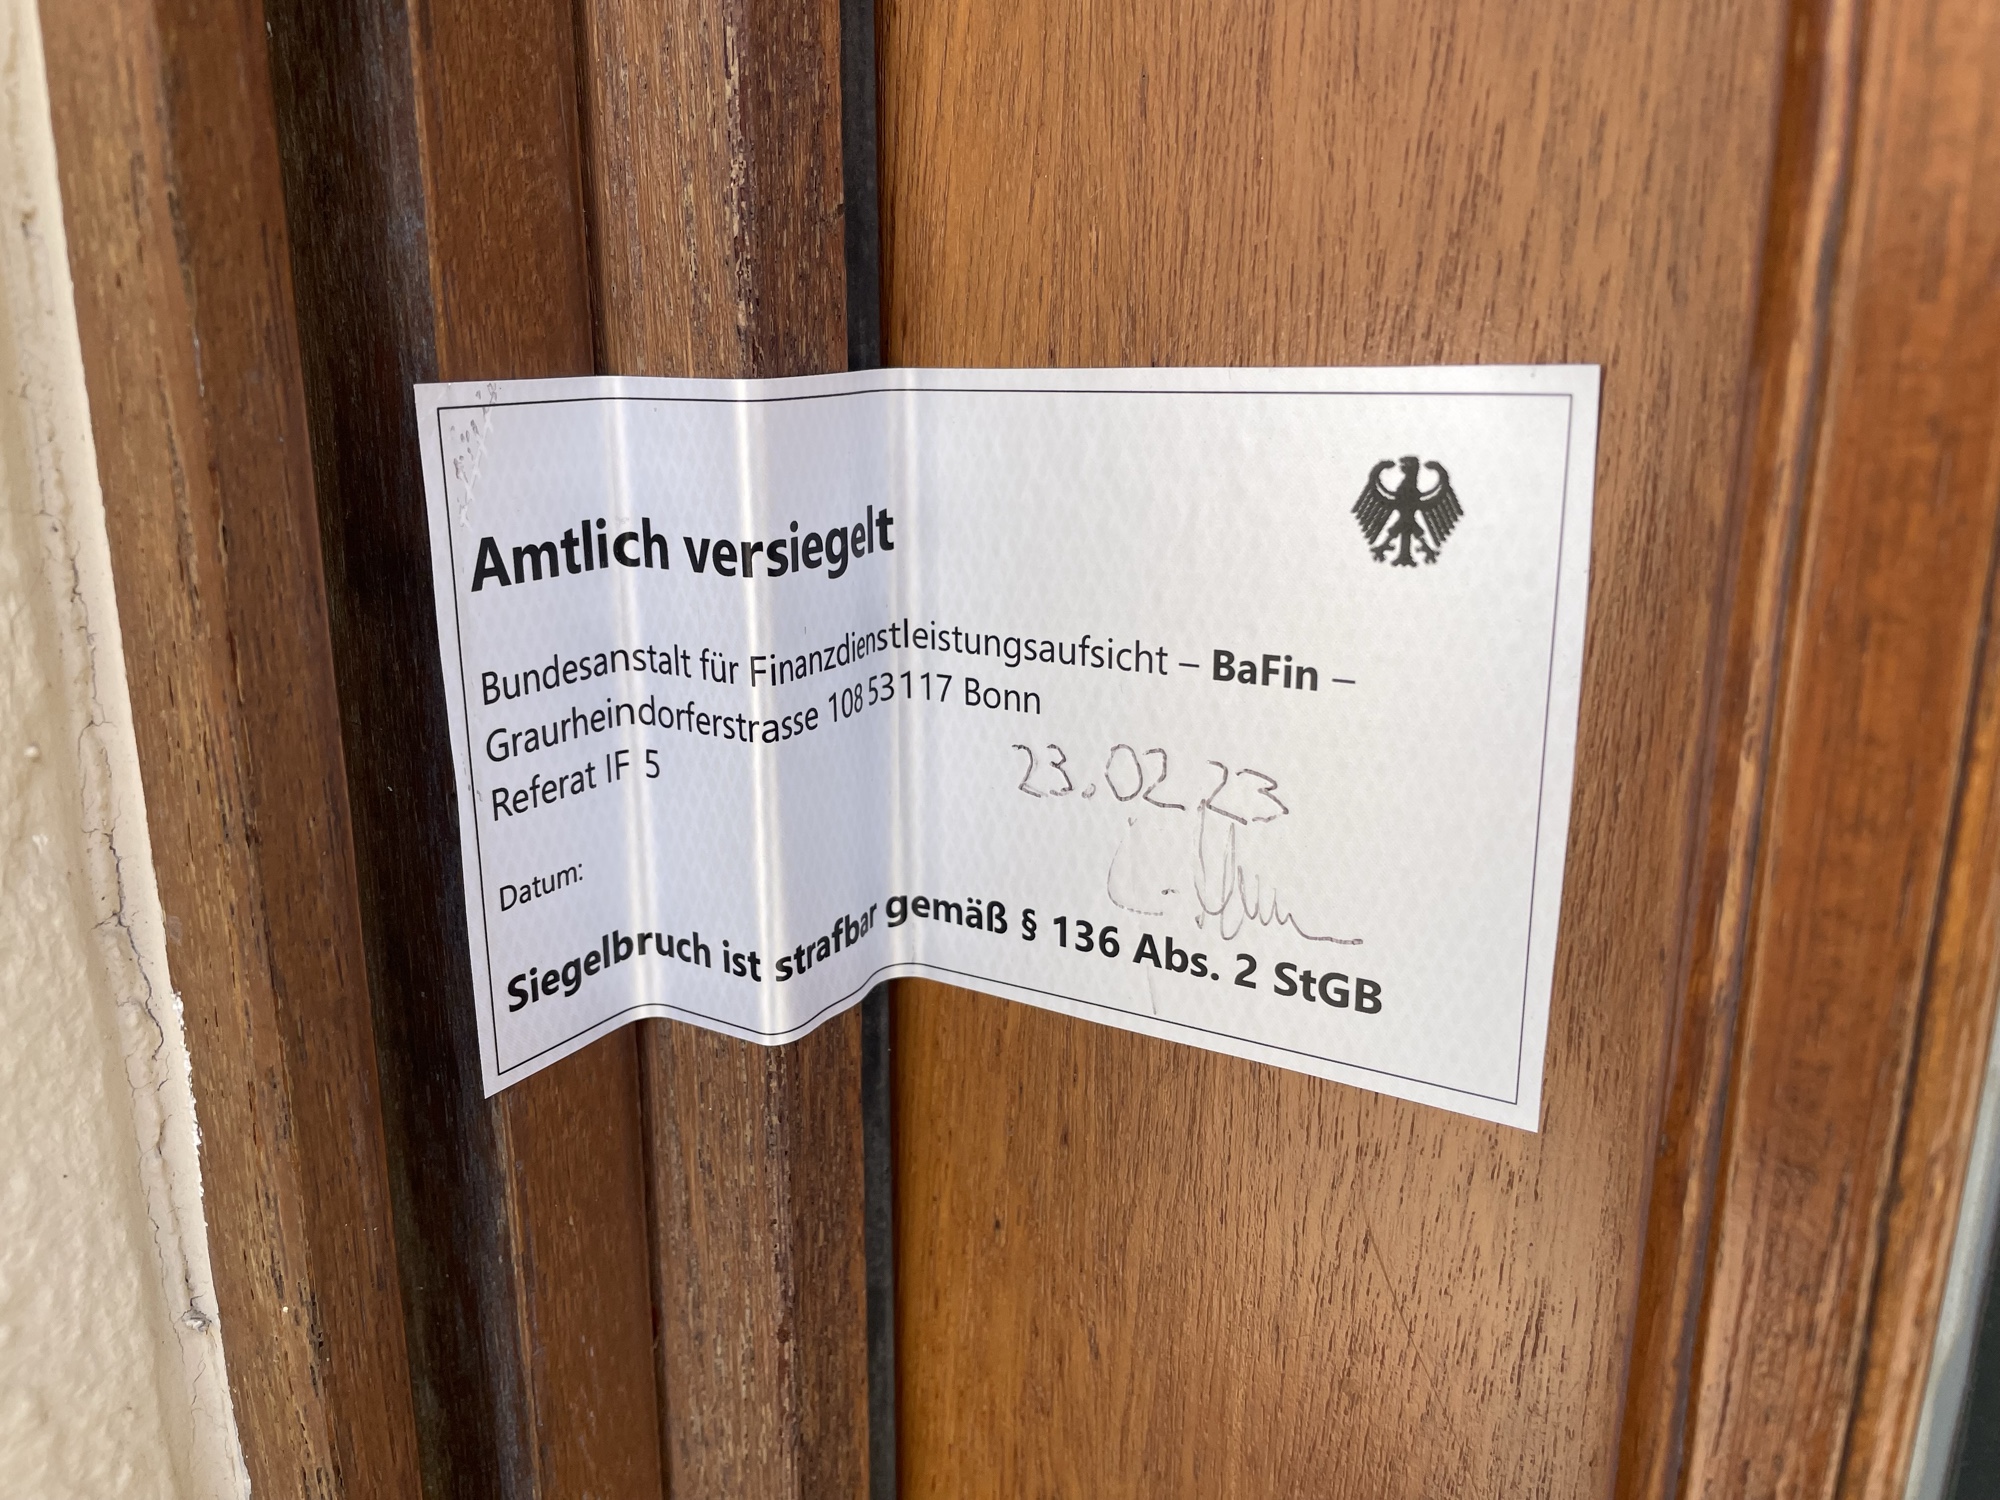 Amtlich versiegelt
Bundesanstalt für Finanzdienstleistungsaufsicht – BaFin –
Graurheindorferstrasse 108 53117 Bonn
Referat IF 5
23.02.23
Datum:
Siegelbruch ist strafbar gemäß § 136 Abs. 2 StGB